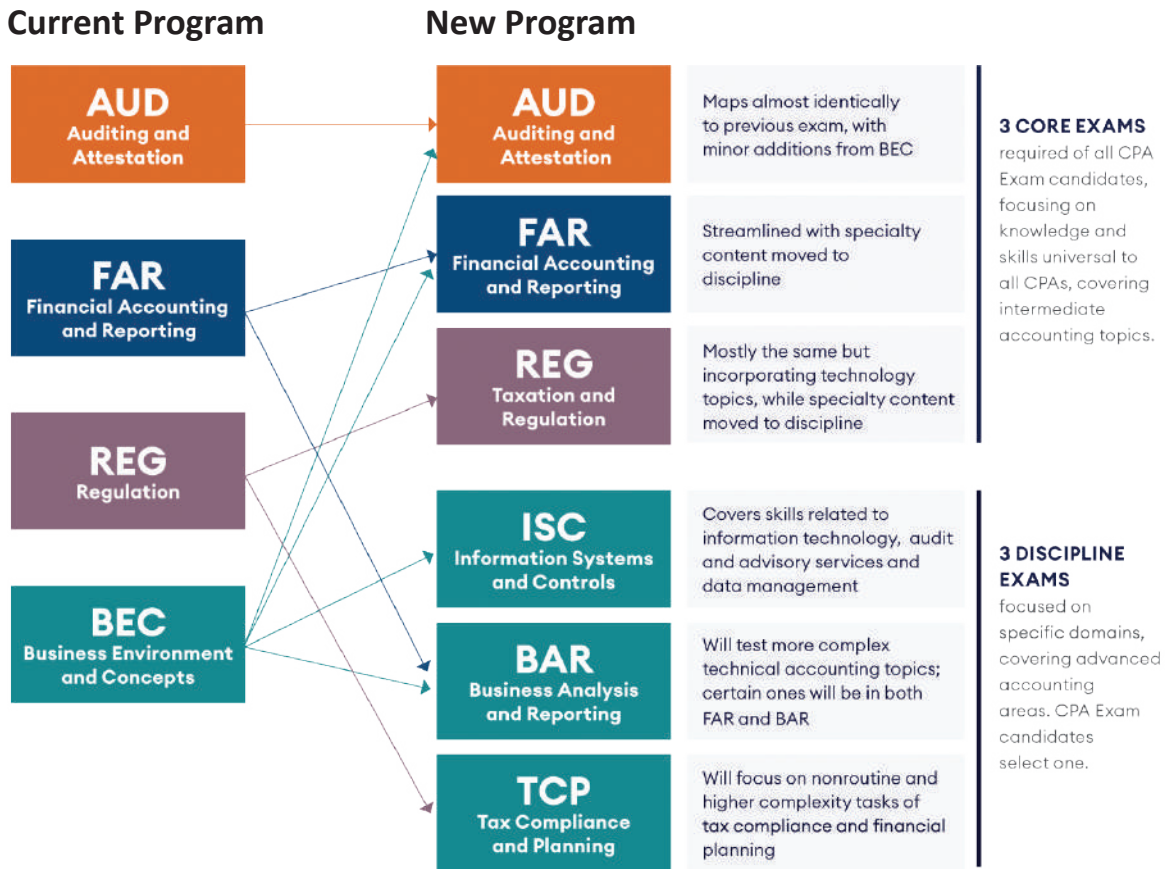 Current Program
New Program
AUD
Auditing and
Attestation
FAR
Financial Accounting
and Reporting
REG
Regulation
BEC
Business Environment
and Concepts
AUD
Auditing and
Attestation
Maps almost identically
to previous exam, with
minor additions from BEC
FAR
Financial Accounting
and Reporting
Streamlined with specialty
content moved to
discipline
REG
Taxation and
Regulation
Mostly the same but
incorporating technology
topics, while specialty content
moved to discipline
3 CORE EXAMS
required of all CPA
Exam candidates,
focusing on
knowledge and
skills universal to
all CPAs, covering
intermediate
accounting topics.
ISC
Information Systems
and Controls
Covers skills related to
information technology, audit
and advisory services and
data management
BAR
Business Analysis
and Reporting
Will test more complex
technical accounting topics;
certain ones will be in both
FAR and BAR
TCP
Tax Compliance
and Planning
Will focus on nonroutine and
higher complexity tasks of
tax compliance and financial
planning
3 DISCIPLINE
EXAMS
focused on
specific domains,
covering advanced
accounting
areas. CPA Exam
candidates
select one.